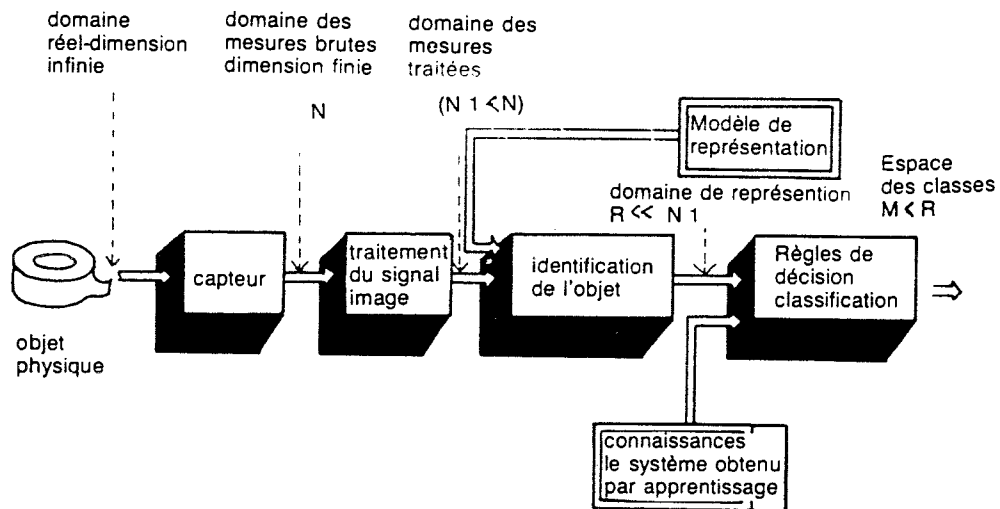 domaine
réel-dimension
infinie
domaine des
mesures brutes
dimension finie
N
domaine des
mesures
traitées
(N 1 < N)
Modèle de
représentation
domaine de représention
R << N 1
Espace
des classes
M < R
objet
physique
capteur
traitement
du signal
image
identification
de l'objet
Règles de
décision
classification
connaissances
le système obtenu
par apprentissage